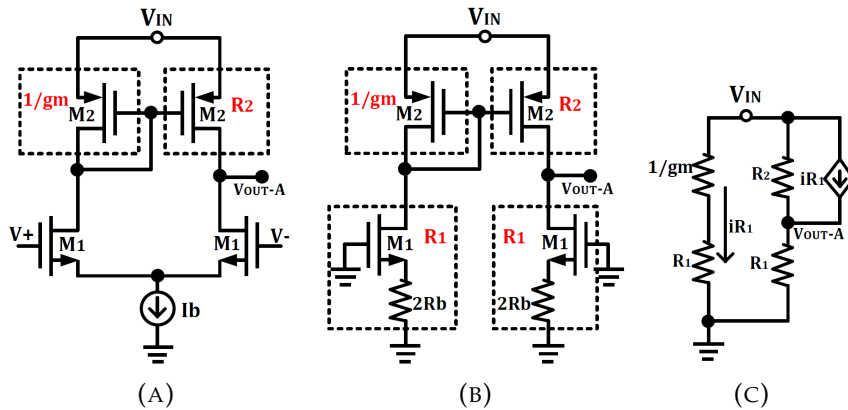 VIN
1/gm
M2
M2
R2
VOUT-A
V+
M1
M1
V-
Ib
(A)
VIN
1/gm
M2
M2
R2
VOUT-A
R1
M1
R1
M1
2Rb
2Rb
(B)
VIN
1/gm
R2
iR1
iR1
VOUT-A
R1
R1
(C)